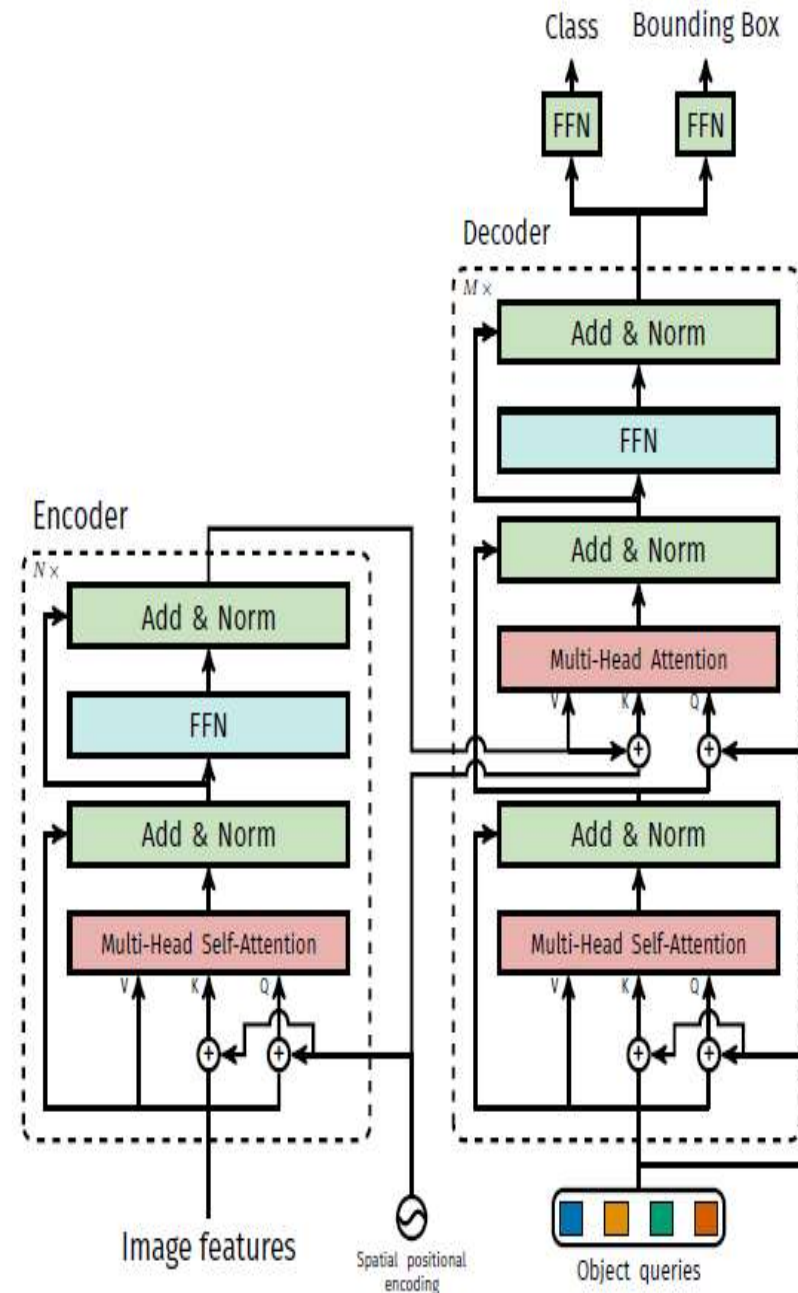 Class Bounding Box
FFN FFN
Decoder
M ×
Add & Norm
FFN
Add & Norm
Multi-Head Attention
V K Q
Add & Norm
Multi-Head Self-Attention
V K Q
Object queries
Encoder
N ×
Add & Norm
FFN
Add & Norm
Multi-Head Self-Attention
V K Q
Image features
Spatial positional
encoding